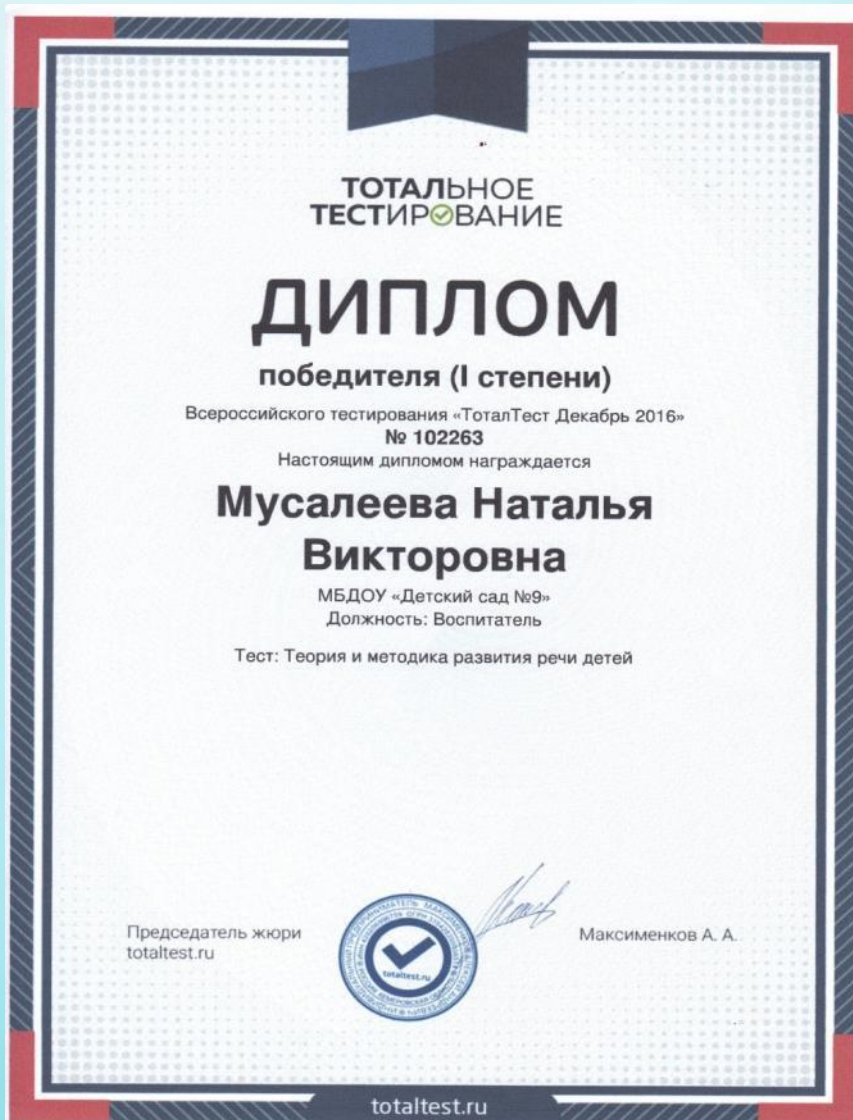 ТОТАЛЬНОЕ
ТЕСТИРОВАНИЕ
ДИПЛОМ
победителя (I степени)
Всероссийского тестирования «ТоталТест Декабрь 2016»
№ 102263
Настоящим дипломом награждается
Мусалеева Наталья
Викторовна
МБДОУ «Детский сад №9»
Должность: Воспитатель
Тест: Теория и методика развития речи детей
Председатель жюри
totaltest.ru
totaltest.ru
Максименков А. А.
totaltest.ru